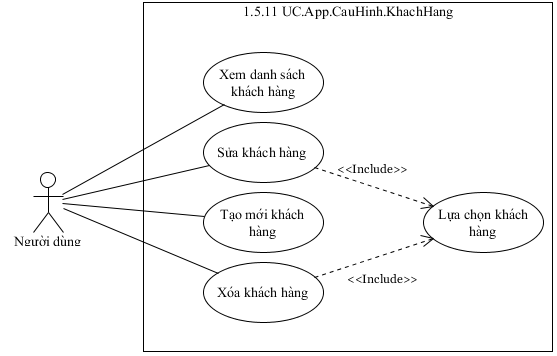 1.5.11 UC.App.CauHinh.KhachHang
Xem danh sách
khách hàng
Sửa khách hàng
<<Include>>
Tạo mới khách
hàng
Lựa chọn khách
hàng
Người dùng
Xóa khách hàng
<<Include>>